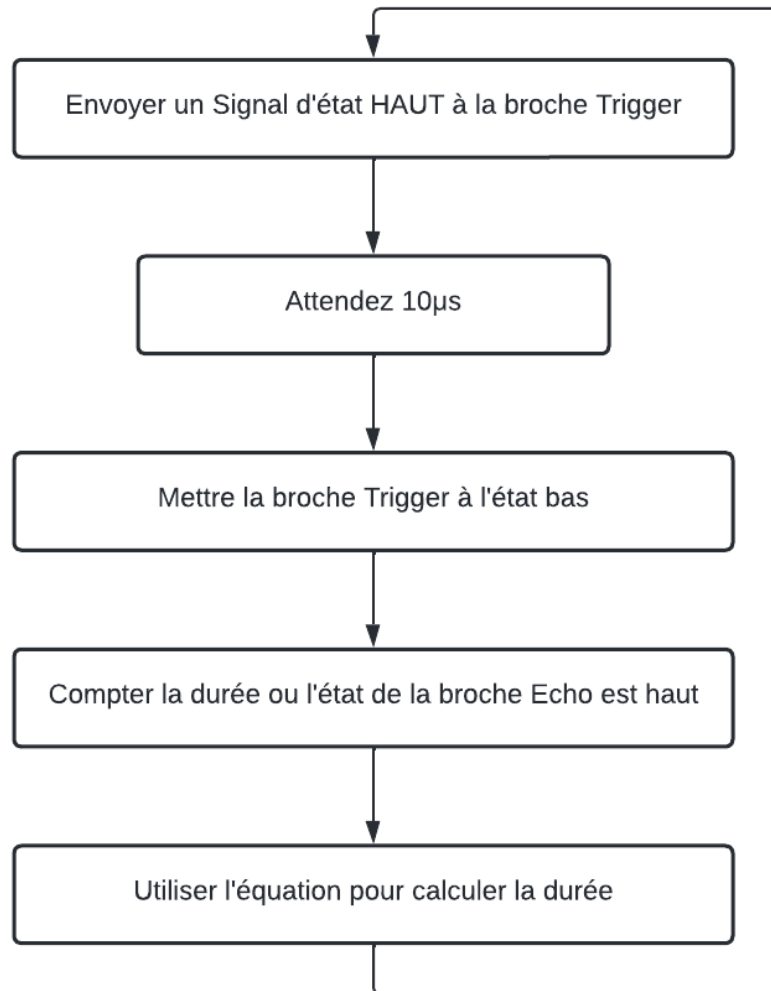 Envoyer un Signal d'état HAUT à la broche Trigger
Attendez 10μs
Mettre la broche Trigger à l'état bas
Compter la durée ou l'état de la broche Echo est haut
Utiliser l'équation pour calculer la durée